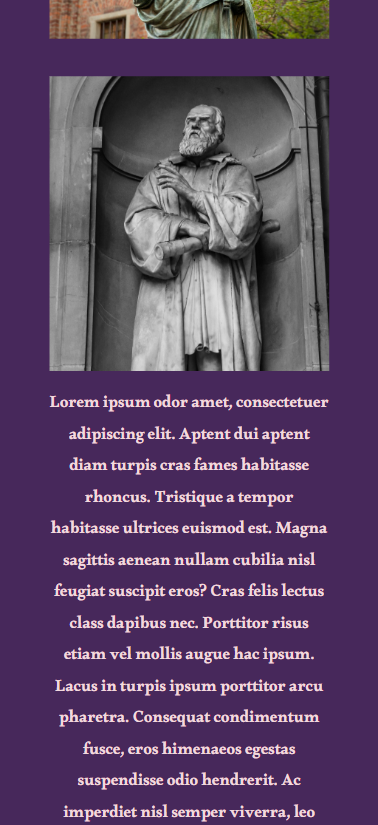 Lorem ipsum odor amet, consectetuer
adipiscing elit. Aptent dui aptent
diam turpis cras fames habitasse
rhoncus. Tristique a tempor
habitasse ultrices euismod est. Magna
sagittis aenean nullam cubilia nisl
feugiat suscipit eros? Cras felis lectus
class dapibus nec. Porttitor risus
etiam vel mollis augue hac ipsum.
Lacus in turpis ipsum porttitor arcu
pharetra. Consequat condimentum
fusce, eros himenaeos egestas
suspendisse odio hendrerit. Ac
imperdiet nisl semper viverra, leo